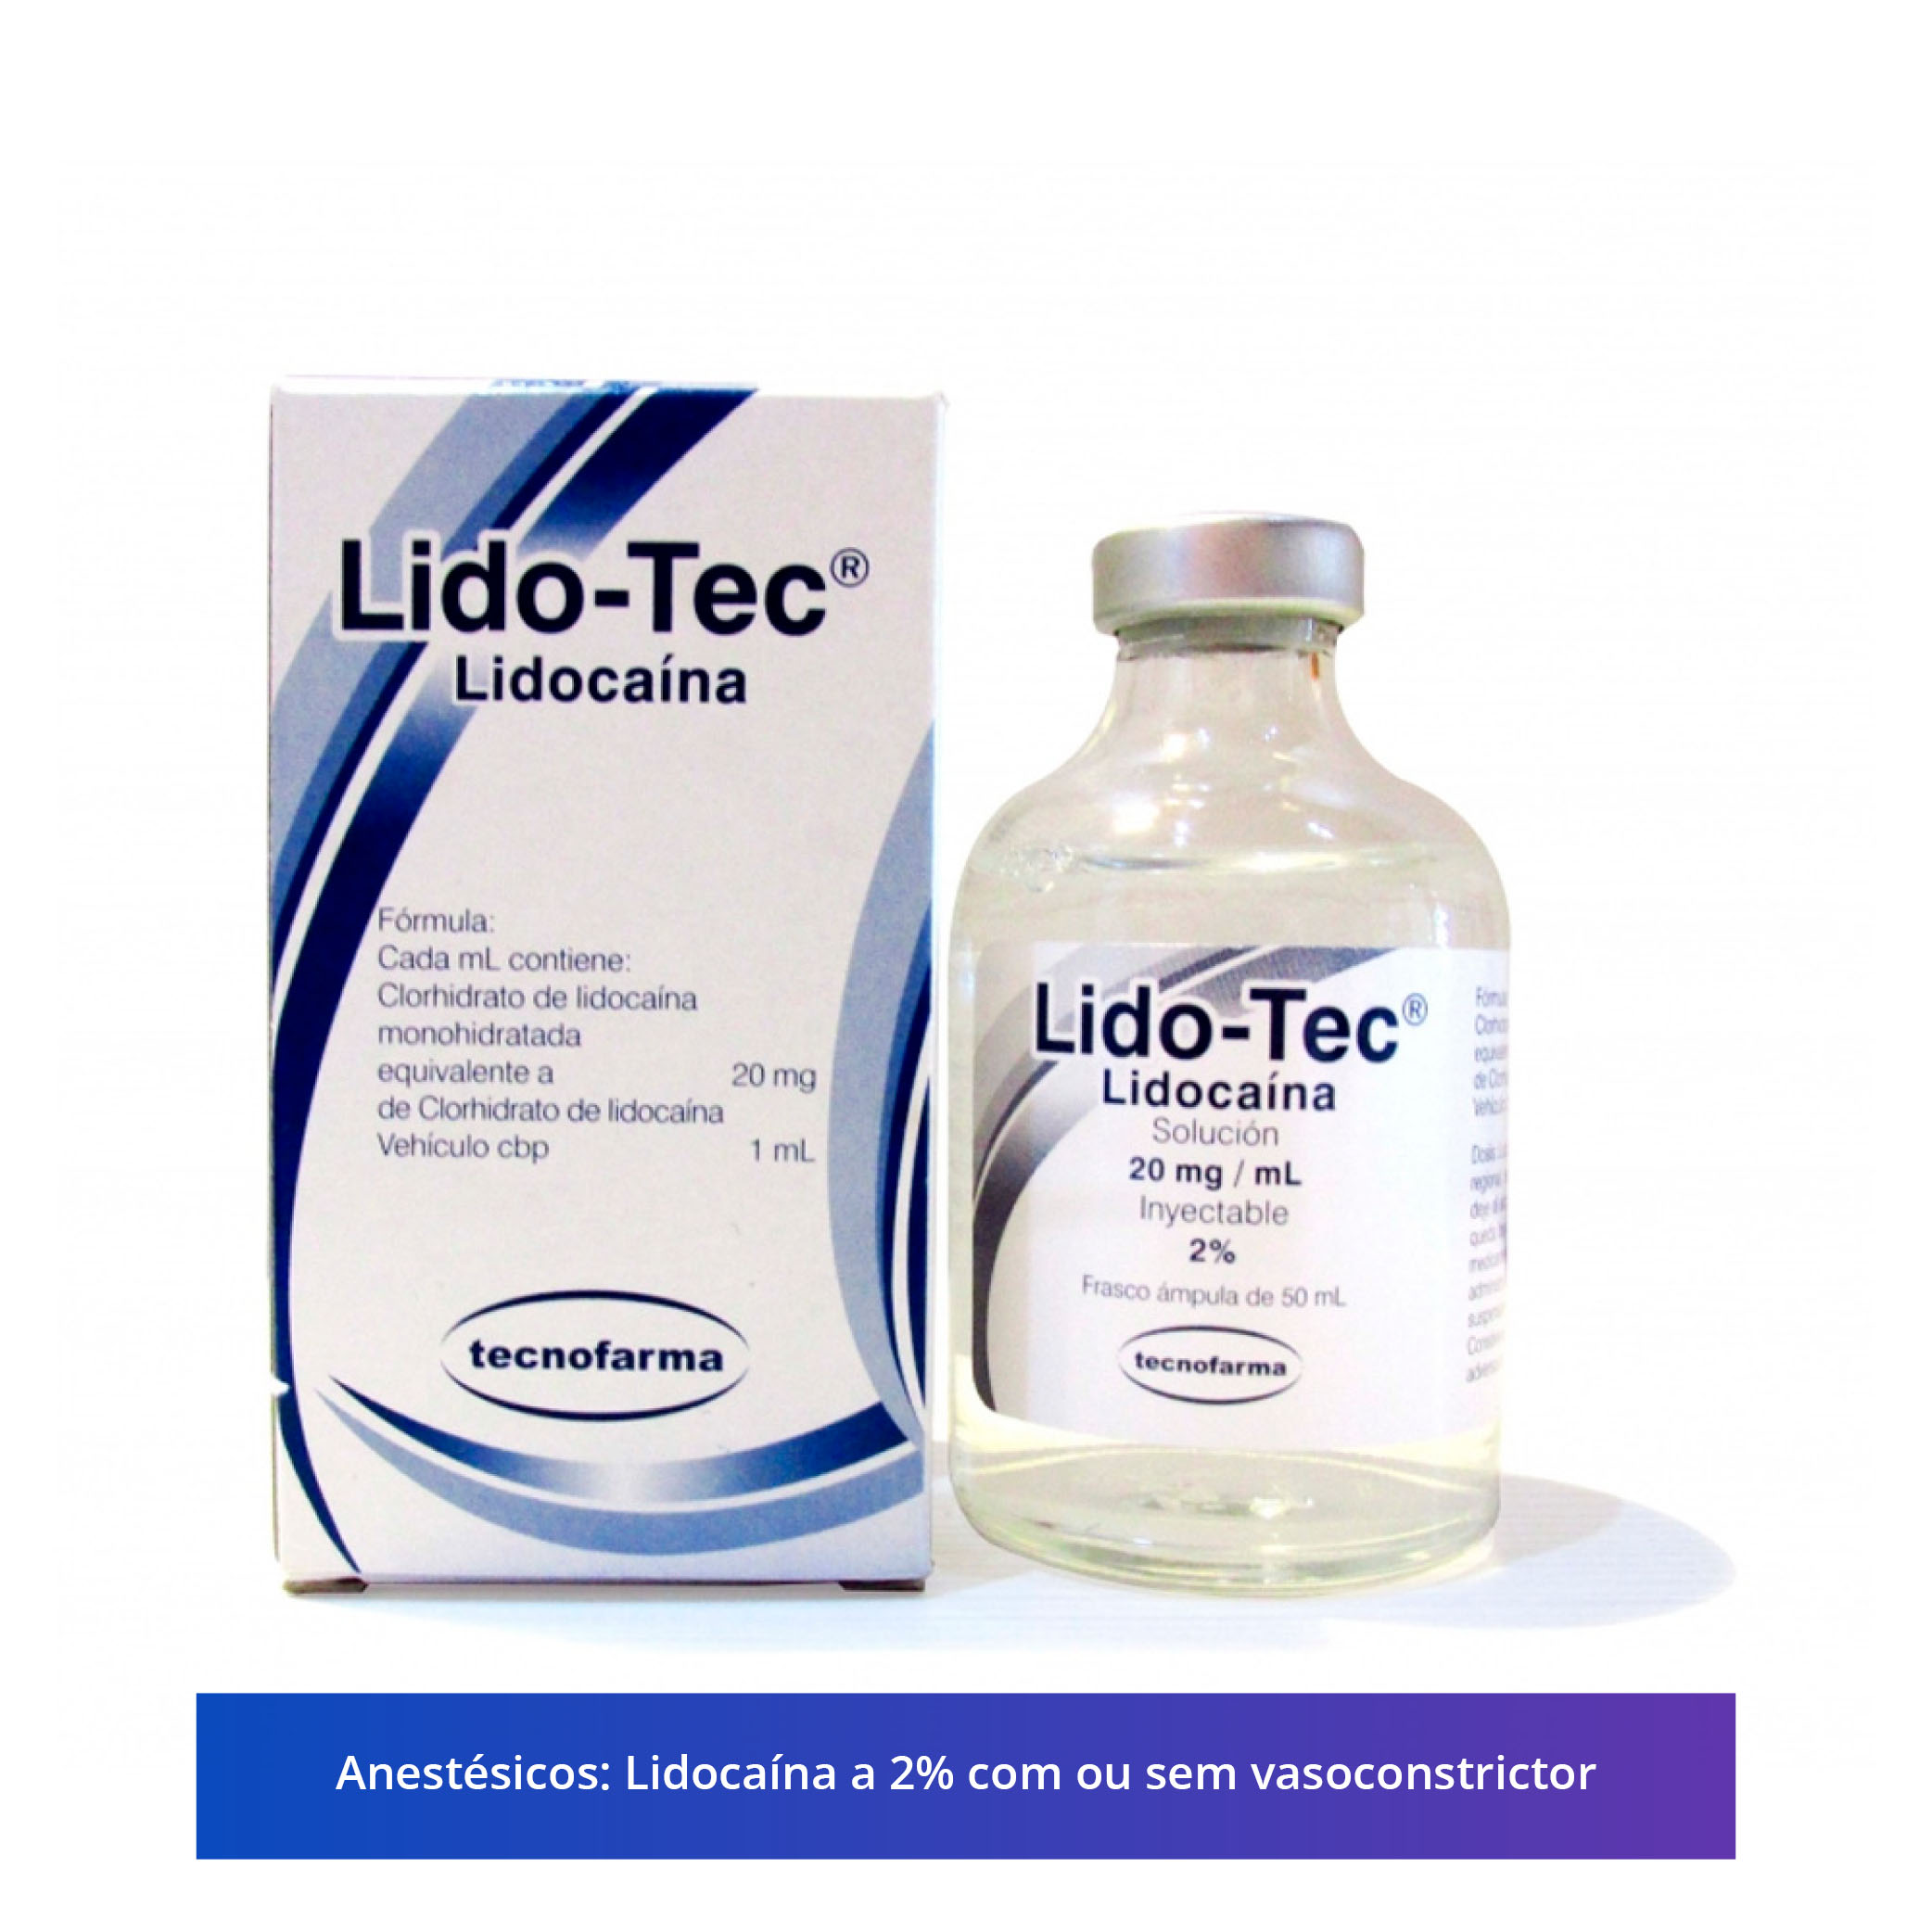 Lido-Tec®
Lidocaína
Fórmula:
Cada mL contiene:
Clorhidrato de lidocaína
monohidratada
equivalente a 20 mg
de Clorhidrato de lidocaína
Vehículo cbp 1 mL
tecnofarma
Lido-Tec®
Lidocaína
Solución
20 mg / mL
Inyectable
2%
Frasco ámpula de 50 mL
tecnofarma
Anestésicos: Lidocaína a 2% com ou sem vasoconstrictor